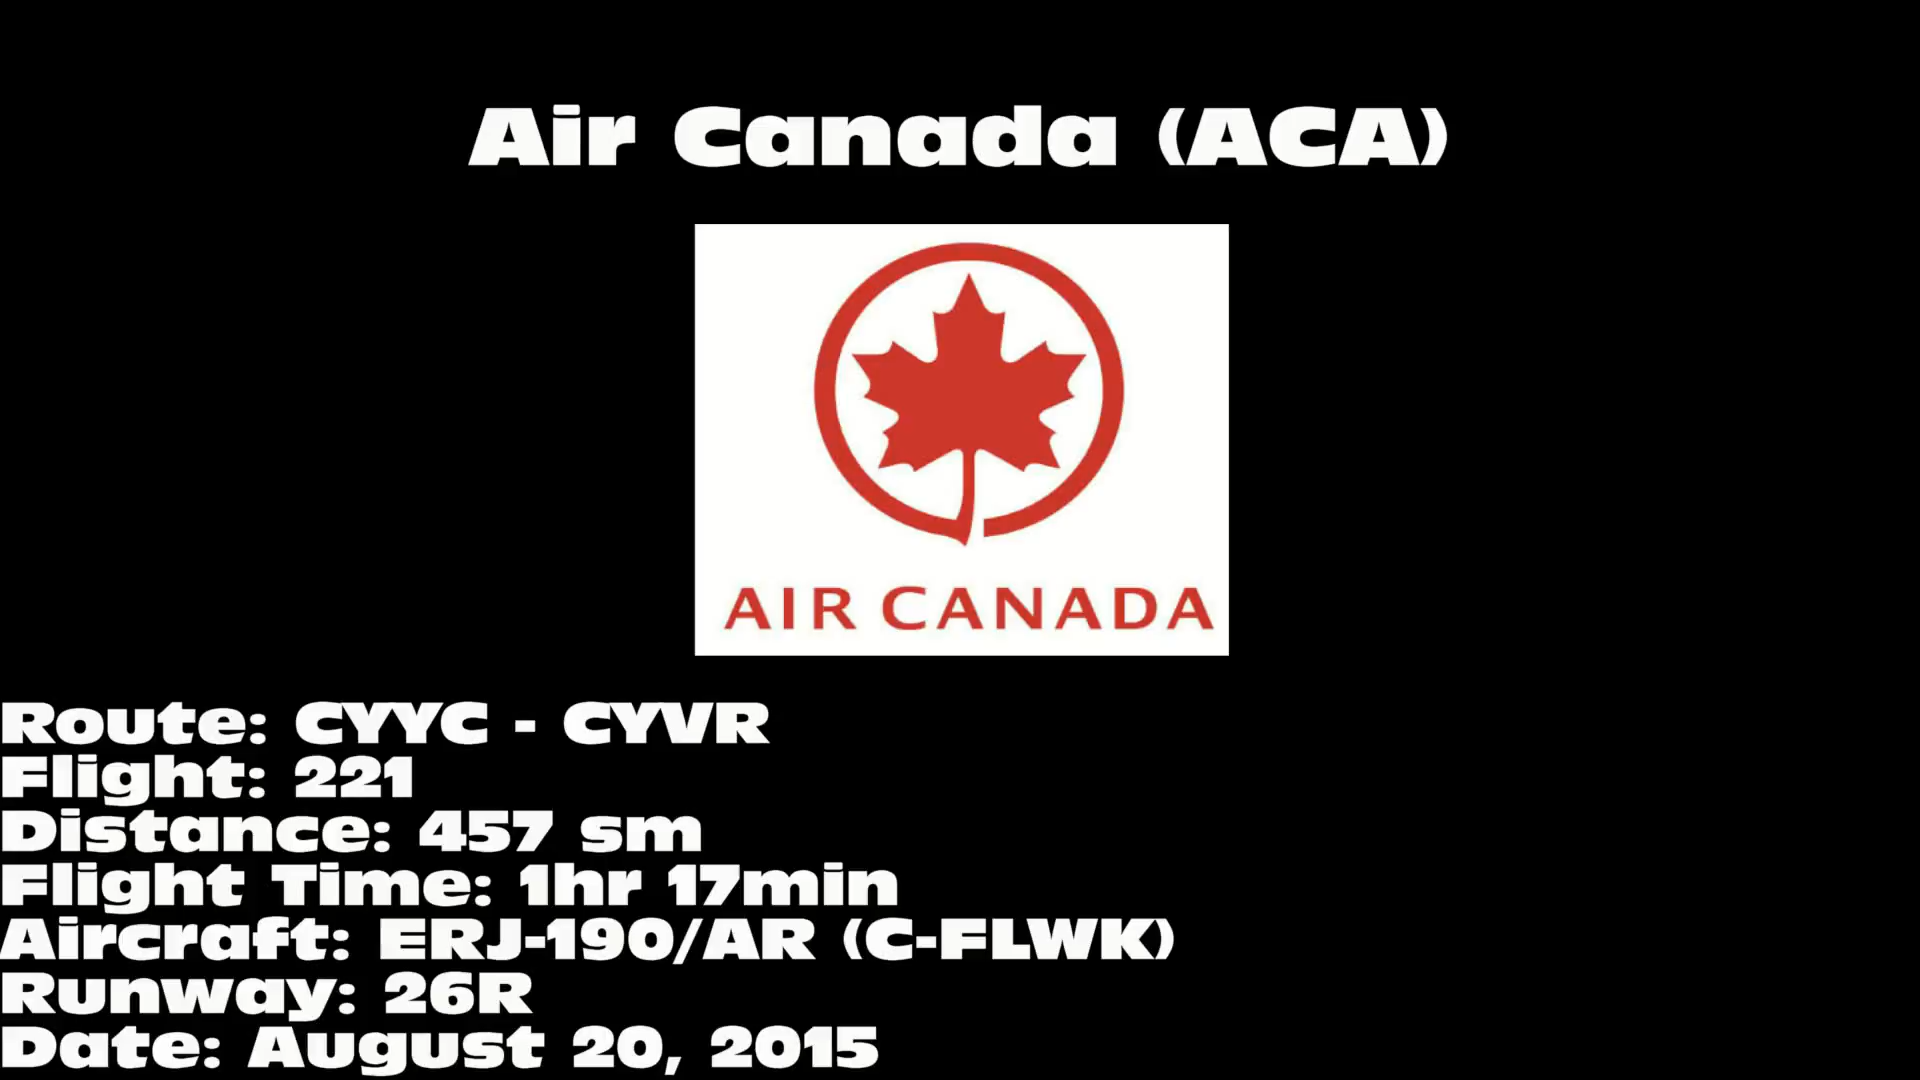 Air Canada (ACA)
AIR CANADA
Route: CYYC - CYVR
Flight: 221
Distance: 457 sm
Flight Time: 1hr 17min
Aircraft: ERJ-190/AR (C-FLWK)
Runway: 26R
Date: August 20, 2015